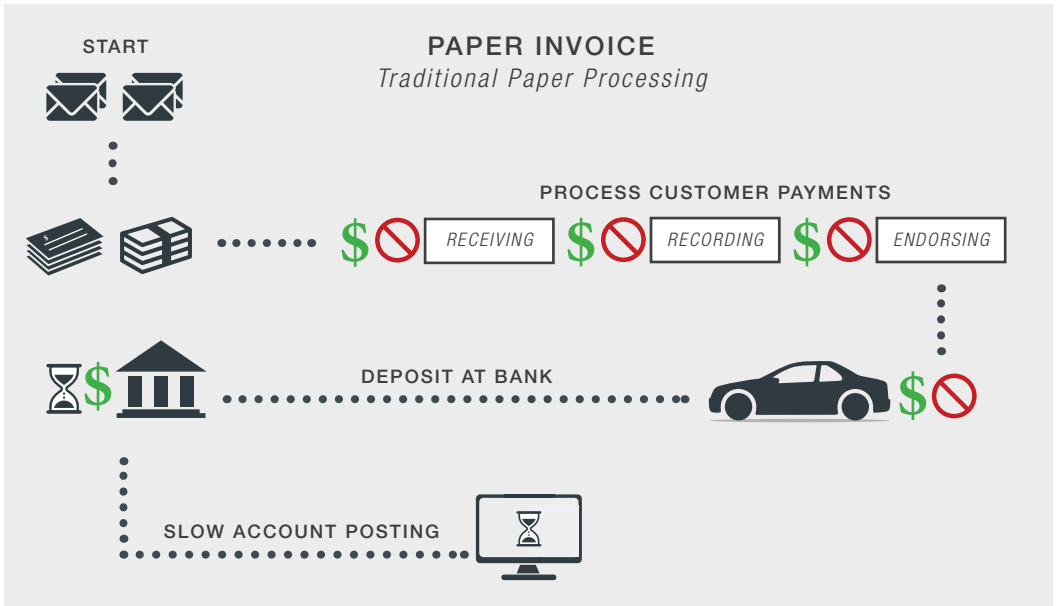 START
PAPER INVOICE
Traditional Paper Processing
PROCESS CUSTOMER PAYMENTS
$ RECEIVING $ RECORDING $ ENDORSING
$ DEPOSIT AT BANK $
SLOW ACCOUNT POSTING